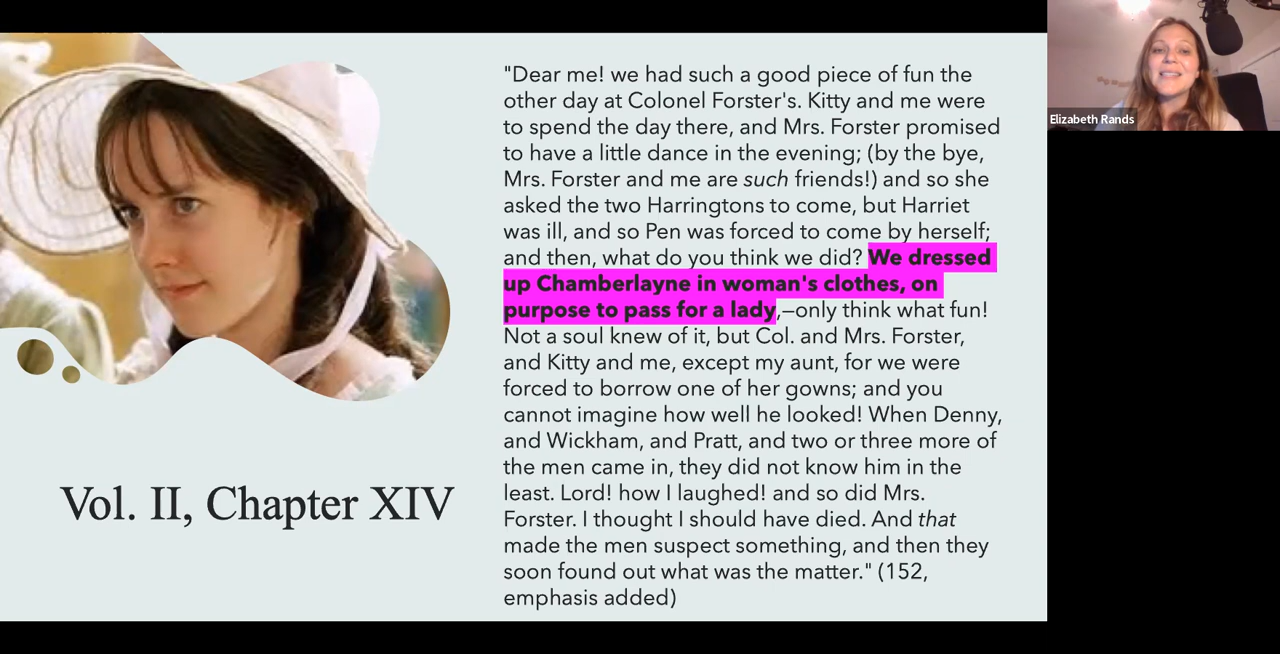 "Dear me! we had such a good piece of fun the
other day at Colonel Forster's. Kitty and me were
to spend the day there, and Mrs. Forster promised
to have a little dance in the evening; (by the bye,
Mrs. Forster and me are such friends!) and so she
asked the two Harringtons to come, but Harriet
was ill, and so Pen was forced to come by herself;
and then, what do you think we did? We dressed
up Chamberlayne in woman's clothes, on
purpose to pass for a lady,—only think what fun!
Not a soul knew of it, but Col. and Mrs. Forster,
and Kitty and me, except my aunt, for we were
forced to borrow one of her gowns; and you
cannot imagine how well he looked! When Denny,
and Wickham, and Pratt, and two or three more of
the men came in, they did not know him in the
least. Lord! how I laughed! and so did Mrs.
Forster. I thought I should have died. And that
made the men suspect something, and then they
soon found out what was the matter." (152,
emphasis added)
Vol. II, Chapter XIV
Elizabeth Rands